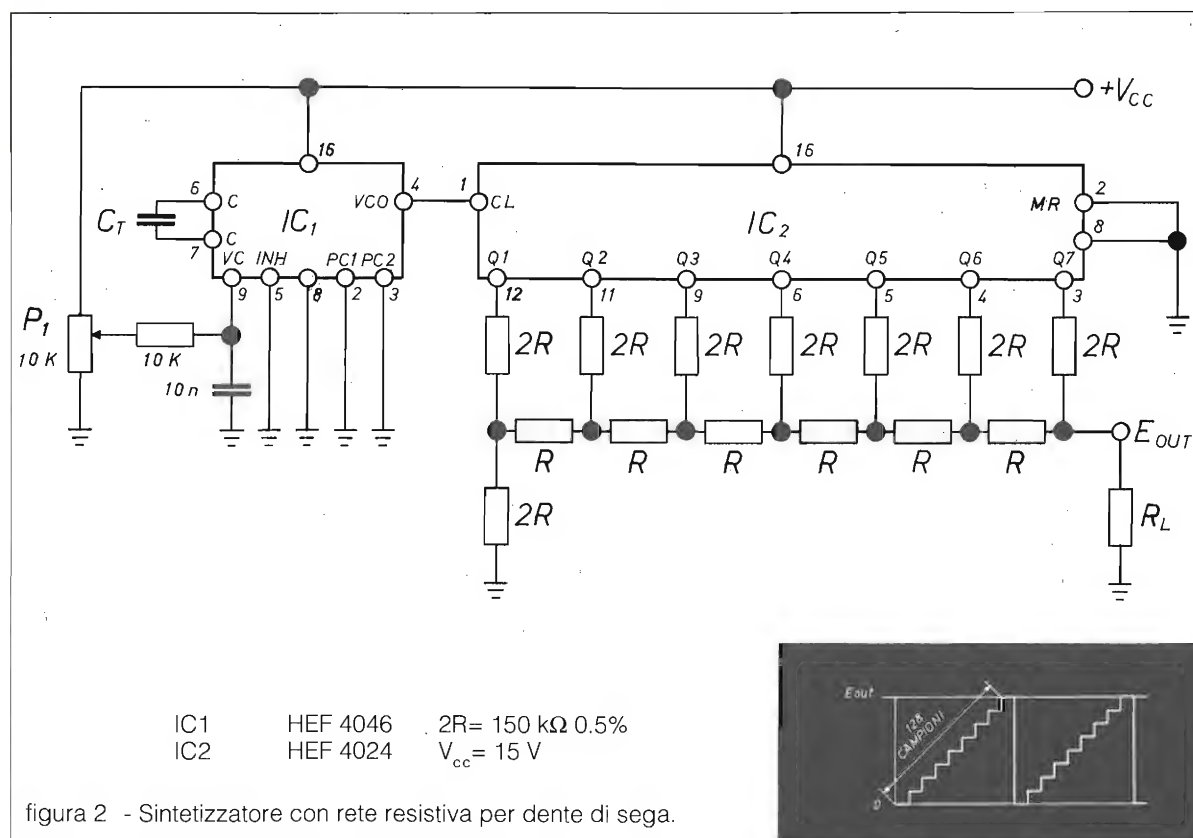 +VCC
16
16
6
C
4
1
2
VCO
CL
MR
CT
IC1
IC2
7
C
8
VC
INH
PC1
PC2
Q1
Q2
Q3
Q4
Q5
Q6
Q7
9
5
8
2
3
12
11
9
6
5
4
3
P1
10 K
10 K
2R
2R
2R
2R
2R
2R
2R
10 n
EOUT
R
R
R
R
R
R
2R
RL
Eout
128
CAMPIONI
0
IC1 HEF 4046 2R= 150 kΩ 0.5%
IC2 HEF 4024 Vcc= 15 V
figura 2 - Sintetizzatore con rete resistiva per dente di sega.